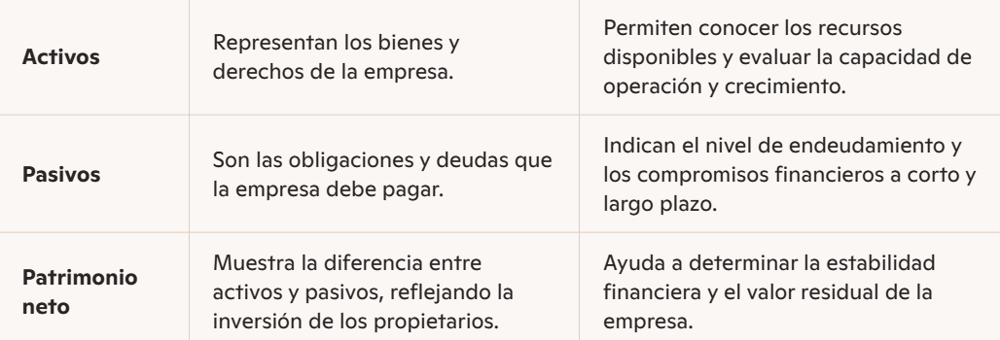 Activos
Representan los bienes y
derechos de la empresa.
Permiten conocer los recursos
disponibles y evaluar la capacidad de
operación y crecimiento.
Pasivos
Son las obligaciones y deudas que
la empresa debe pagar.
Indican el nivel de endeudamiento y
los compromisos financieros a corto y
largo plazo.
Patrimonio
neto
Muestra la diferencia entre
activos y pasivos, reflejando la
inversión de los propietarios.
Ayuda a determinar la estabilidad
financiera y el valor residual de la
empresa.